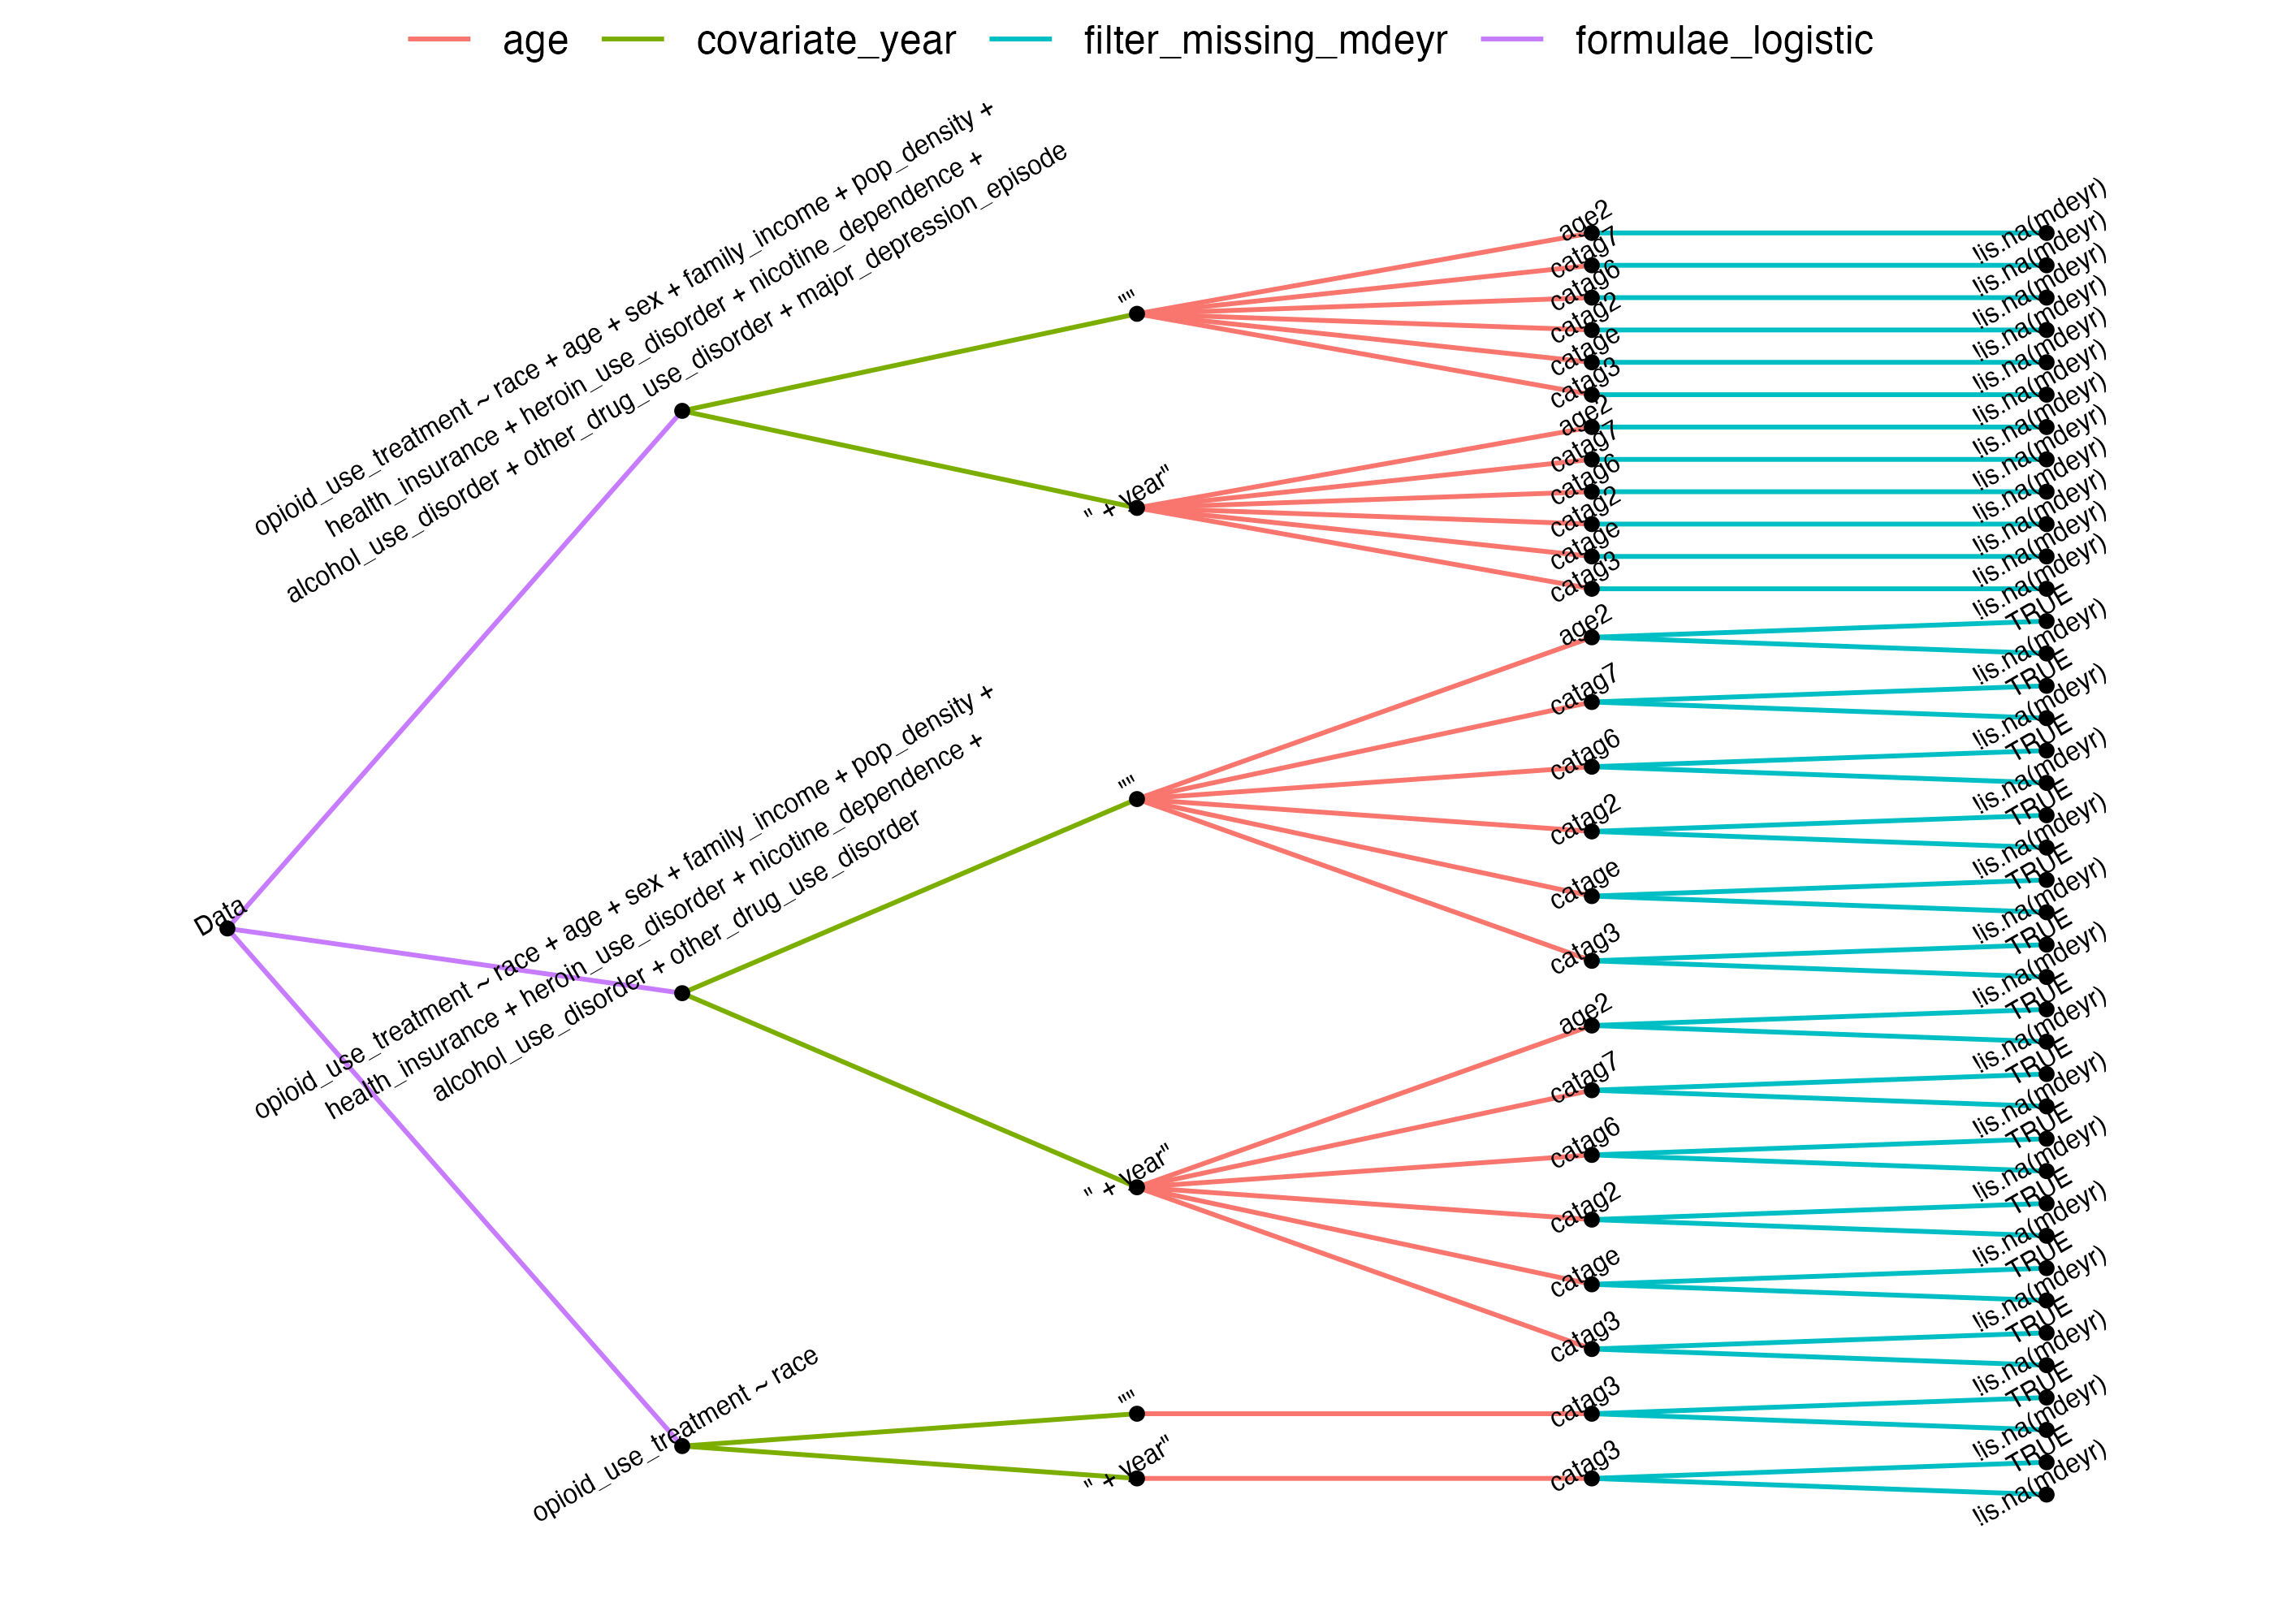 age covariate_year filter_missing_mdeyr formulae_logistic
opioid_use_treatment ~ race + age + sex + family_income + pop_density +
health_insurance + heroin_use_disorder + nicotine_dependence +
alcohol_use_disorder + other_drug_use_disorder + major_depression_episode
opioid_use_treatment ~ race + age + sex + family_income + pop_density +
health_insurance + heroin_use_disorder + nicotine_dependence +
alcohol_use_disorder + other_drug_use_disorder
opioid_use_treatment ~ race
Data
""
" + year"
""
" + year"
""
" + year"
age2
catag7
catag6
catag2
catage
catag3
age2
catag7
catag6
catag2
catage
catag3
age2
catag7
catag6
catag2
catage
catag3
age2
catag7
catag6
catag2
catage
catag3
catag3
catag3
!is.na(mdeyr)
!is.na(mdeyr)
!is.na(mdeyr)
!is.na(mdeyr)
!is.na(mdeyr)
!is.na(mdeyr)
!is.na(mdeyr)
!is.na(mdeyr)
!is.na(mdeyr)
!is.na(mdeyr)
!is.na(mdeyr)
!is.na(mdeyr)
TRUE
!is.na(mdeyr)
TRUE
!is.na(mdeyr)
TRUE
!is.na(mdeyr)
TRUE
!is.na(mdeyr)
TRUE
!is.na(mdeyr)
TRUE
!is.na(mdeyr)
TRUE
!is.na(mdeyr)
TRUE
!is.na(mdeyr)
TRUE
!is.na(mdeyr)
TRUE
!is.na(mdeyr)
TRUE
!is.na(mdeyr)
TRUE
!is.na(mdeyr)
TRUE
!is.na(mdeyr)
TRUE
!is.na(mdeyr)